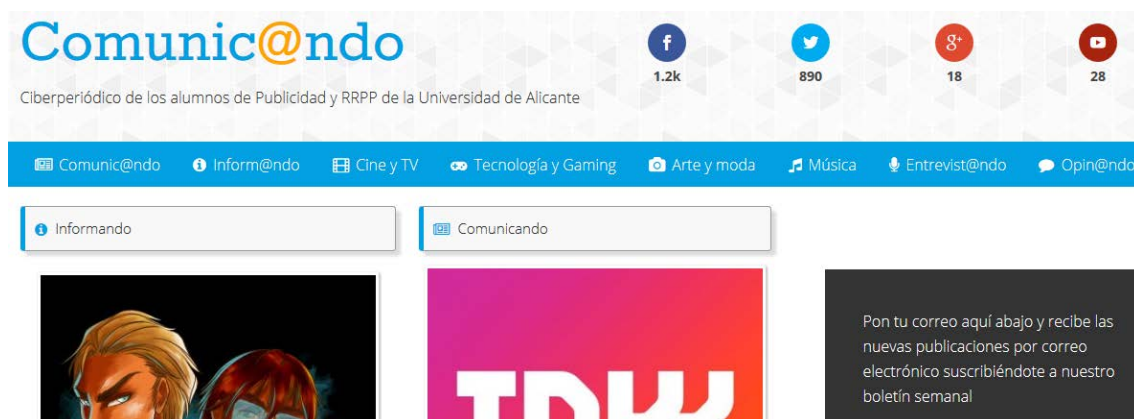 Comunic@ndo
1.2k
890
18
28
Ciberperiódico de los alumnos de Publicidad y RRPP de la Universidad de Alicante
Comunic@ndo Inform@ndo Cine y TV Tecnología y Gaming Arte y moda Música Entrevist@ndo Opin@ndo
Informando
Comunicando
Pon tu correo aquí abajo y recibe las
nuevas publicaciones por correo
electrónico suscribiéndote a nuestro
boletín semanal